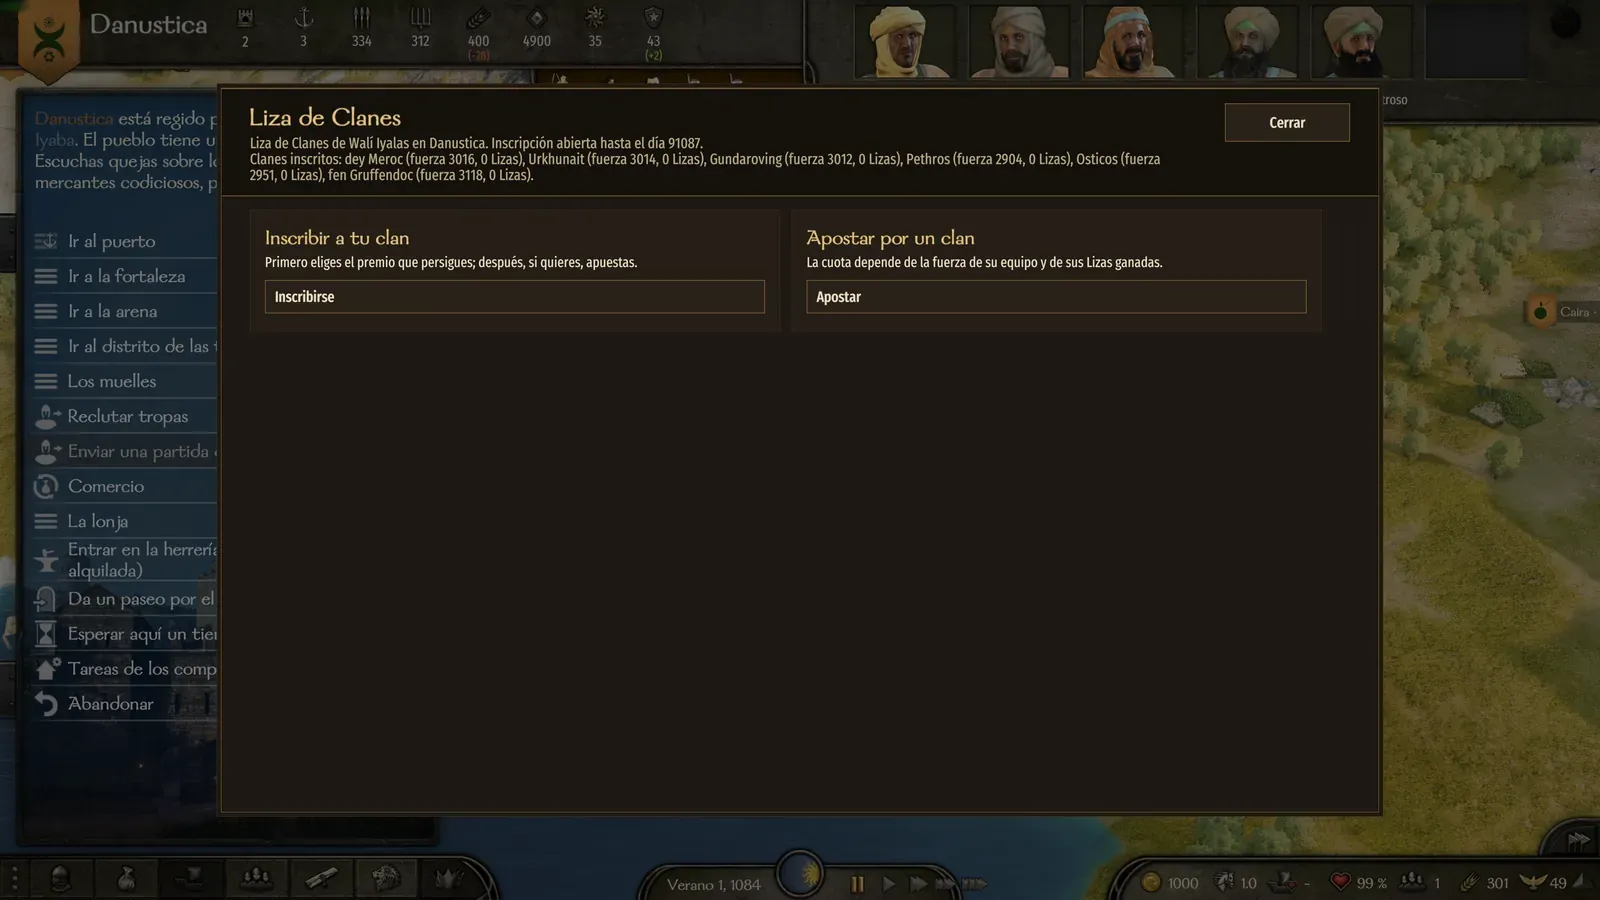 Danustica
2
3
334
312
400
(-28)
4900
35
43
(+2)
Danustica está regido p
Iyaba. El pueblo tiene u
Escuchas quejas sobre lo
mercantes codiciosos, p
Ir al puerto
Ir a la fortaleza
Ir a la arena
Ir al distrito de las t
Los muelles
Reclutar tropas
Enviar una partida
Comercio
La lonja
Entrar en la herrería
alquilada)
Da un paseo por el
Esperar aquí un tie
Tareas de los comp
Abandonar
Liza de Clanes
Liza de Clanes de Walí Iyalas en Danustica. Inscripción abierta hasta el día 91087.
Clanes inscritos: dey Meroc (fuerza 3016, 0 Lizas), Urkhunait (fuerza 3014, 0 Lizas), Gundaroving (fuerza 3012, 0 Lizas), Pethros (fuerza 2904, 0 Lizas), Osticos (fuerza
2951, 0 Lizas), fen Gruffendoc (fuerza 3118, 0 Lizas).
Cerrar
troso
Inscribir a tu clan
Primero eliges el premio que persigues; después, si quieres, apuestas.
Inscribirse
Apostar por un clan
La cuota depende de la fuerza de su equipo y de sus Lizas ganadas.
Apostar
Caira
Verano 1, 1084
1000
1.0
-
99 %
1
301
49